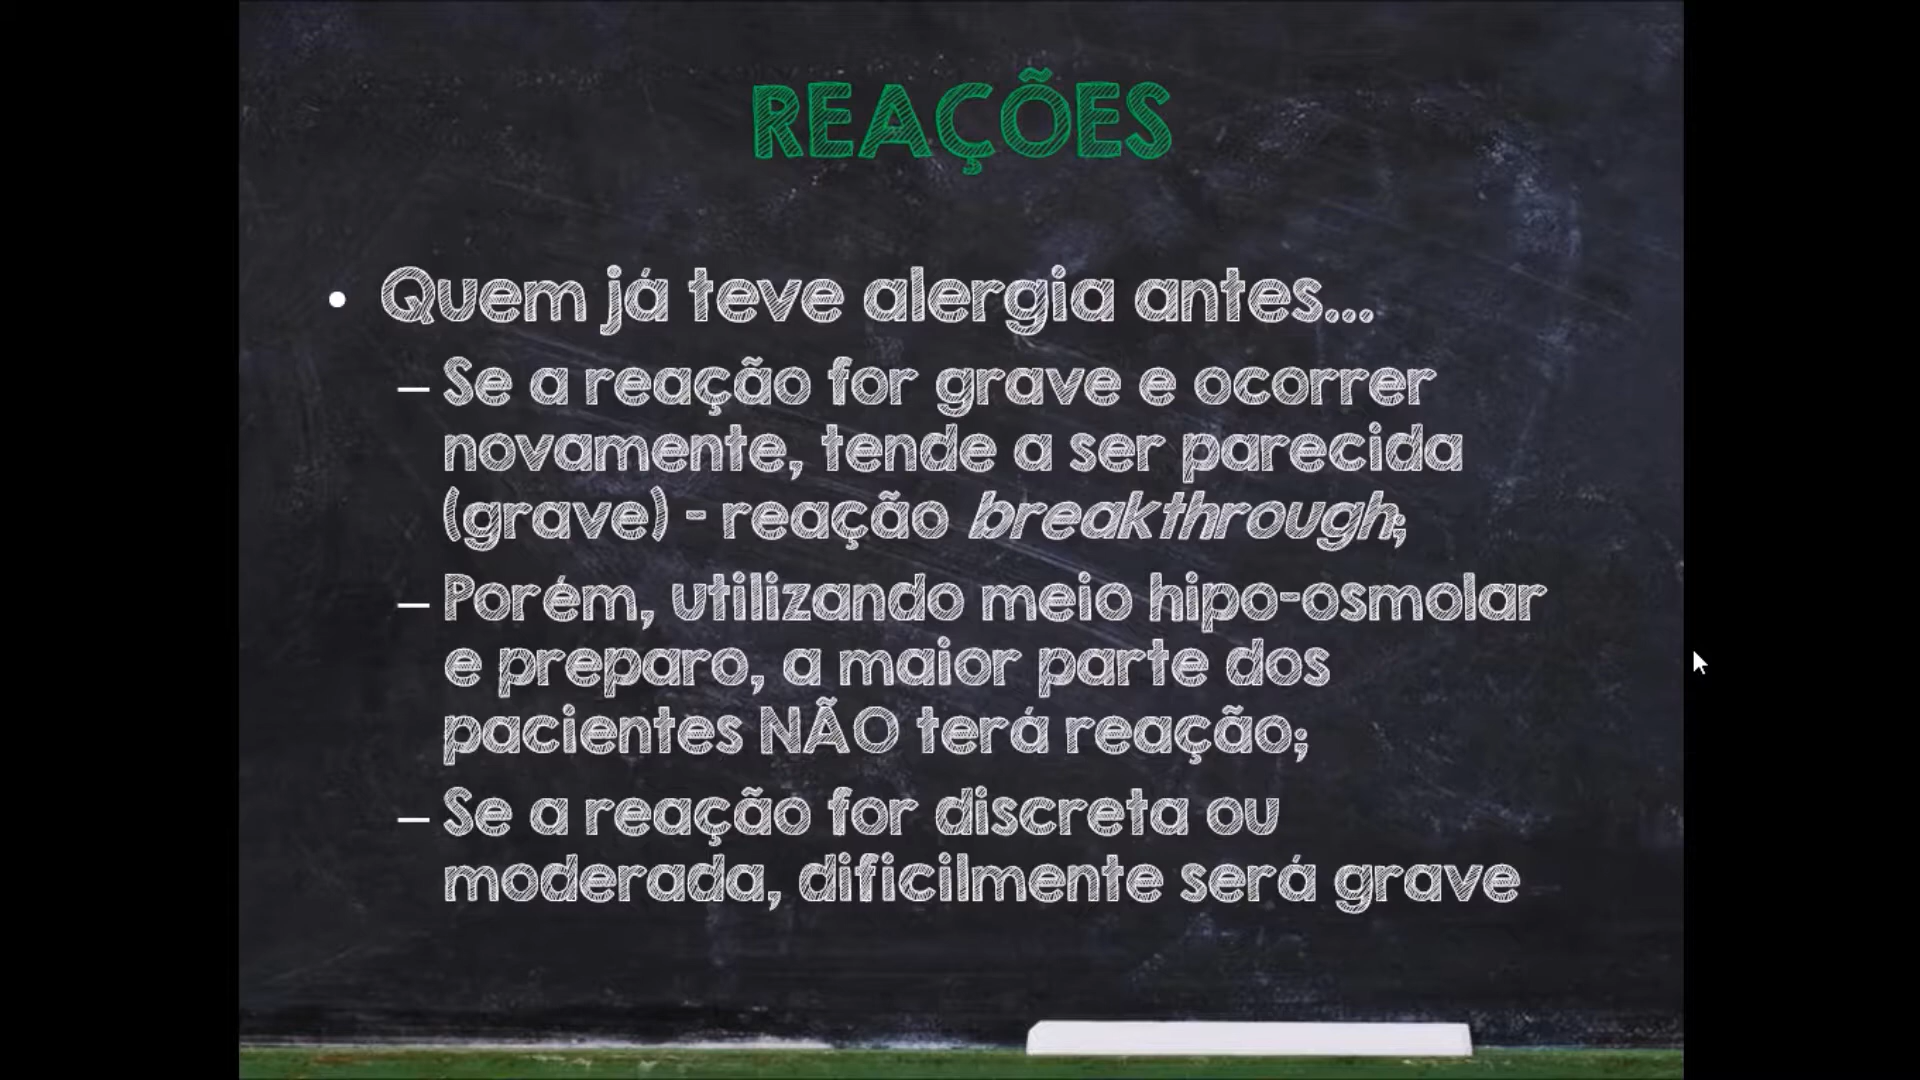 REAÇÕES
• Quem já teve alergia antes...
– Se a reação for grave e ocorrer
novamente, tende a ser parecida
(grave) - reação breakthrough;
– Porém, utilizando meio hipo-osmolar
e preparo, a maior parte dos
pacientes NÃO terá reação;
– Se a reação for discreta ou
moderada, dificilmente será grave